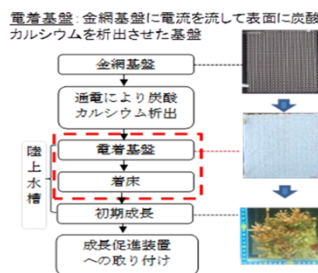 電着基盤:金網基盤に電流を流して表面に炭酸
カルシウムを析出させた基盤
金網基盤
通電により炭酸
カルシウム析出
電着基盤
着床
初期成長
成長促進装置
への取り付け
陸上水槽